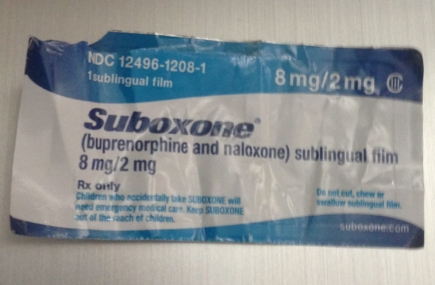 NDC 12496-1208-1
1 sublingual film
8 mg/2 mg CIII
Suboxone®
(buprenorphine and naloxone) sublingual film
8 mg/2 mg
Rx only
Children who accidentally take SUBOXONE will
need emergency medical care. Keep SUBOXONE
out of the reach of children.
Do not cut, chew or
swallow sublingual film.
suboxone.com